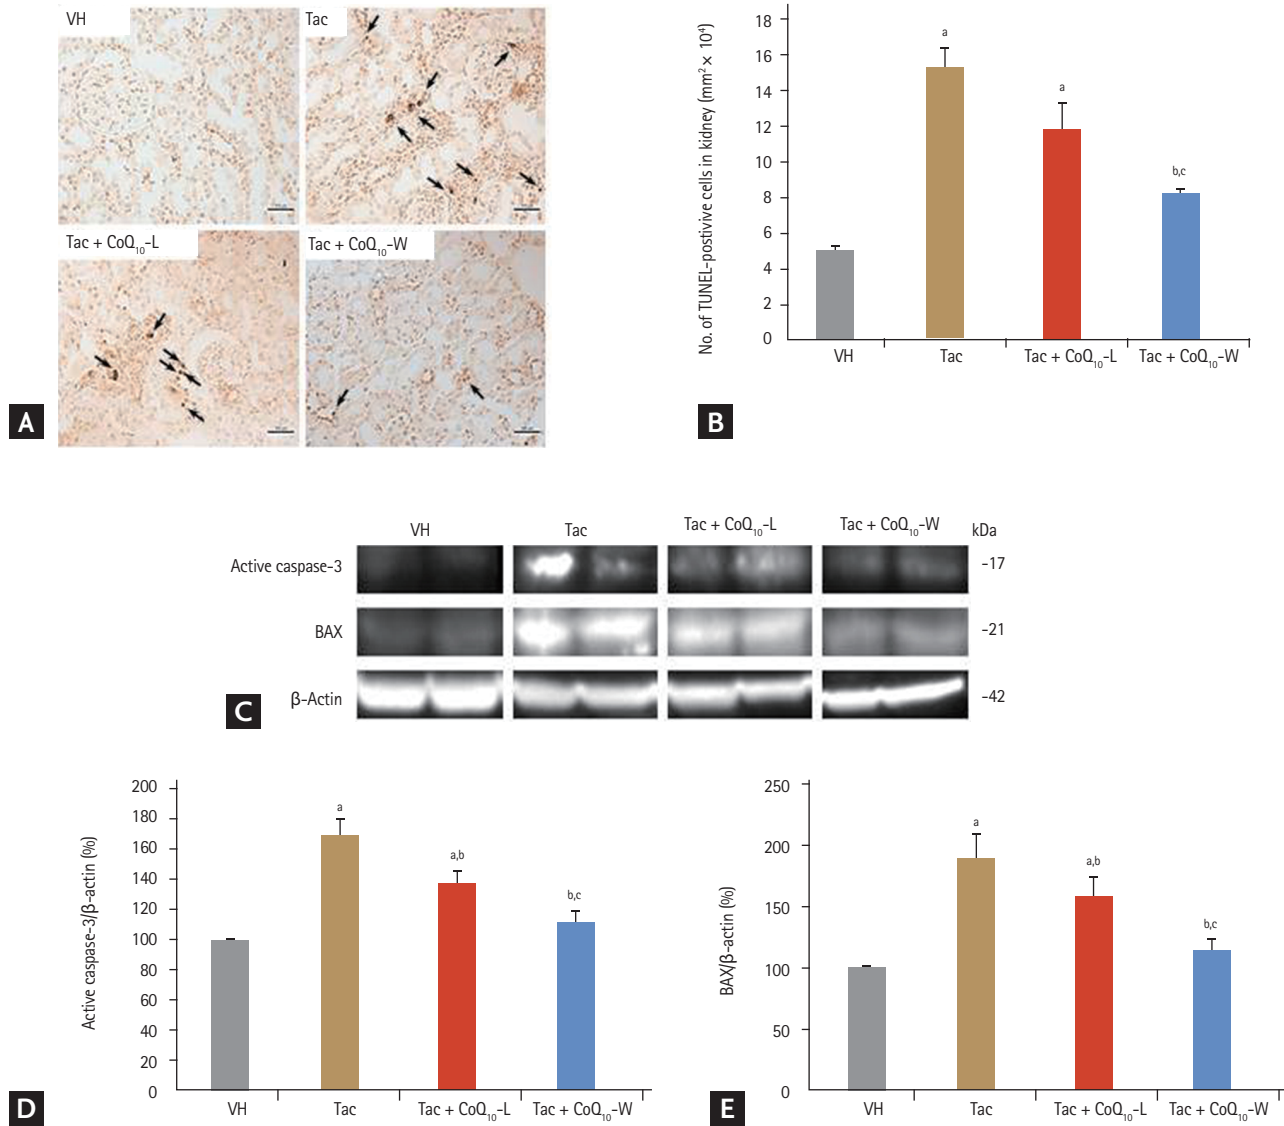 VH
Tac
Tac + CoQ10-L
Tac + CoQ10-W
A
No. of TUNEL-postivive cells in kidney (mm² × 10⁴)
18
16
14
12
10
8
6
4
2
0
a
a
b,c
VH
Tac
Tac + CoQ10-L
Tac + CoQ10-W
B
VH
Tac
Tac + CoQ10-L
Tac + CoQ10-W
kDa
Active caspase-3
-17
BAX
-21
β-Actin
-42
C
Active caspase-3/β-actin (%)
200
180
160
140
120
100
80
60
40
20
0
a
a,b
b,c
VH
Tac
Tac + CoQ10-L
Tac + CoQ10-W
D
BAX/β-actin (%)
250
200
150
100
50
0
a
a,b
b,c
VH
Tac
Tac + CoQ10-L
Tac + CoQ10-W
E